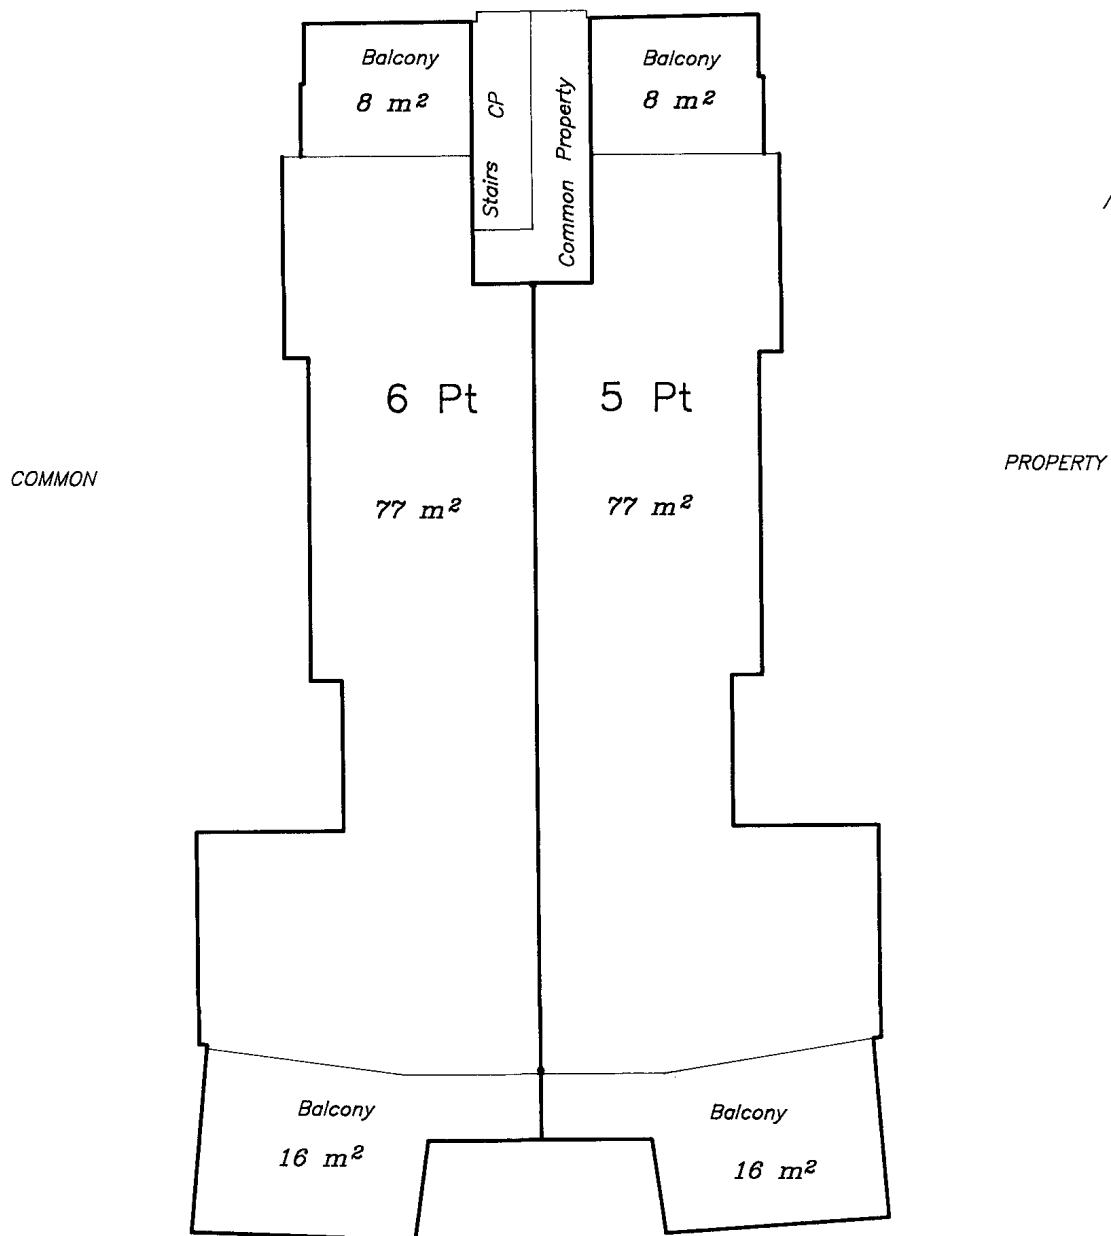 Balcony
8 m²
Stairs CP
Common Property
Balcony
8 m²
6 Pt
5 Pt
77 m²
77 m²
COMMON
PROPERTY
Balcony
16 m²
Balcony
16 m²